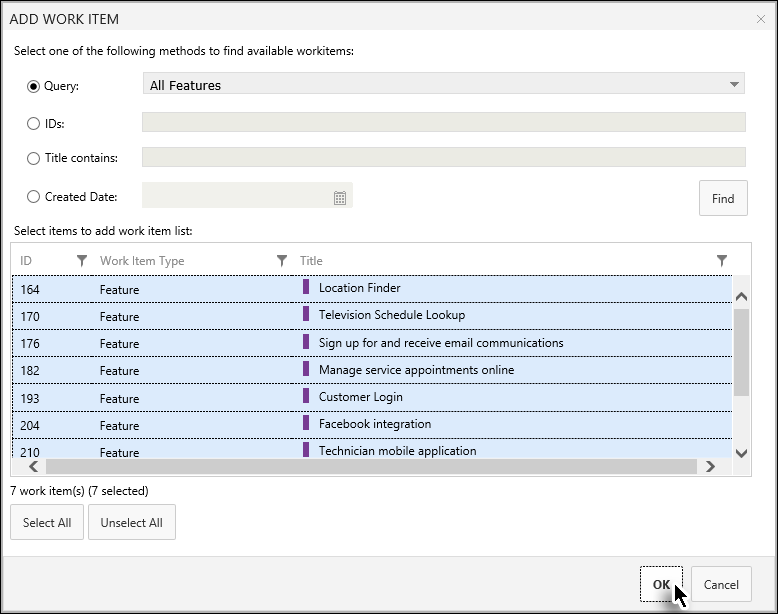 ADD WORK ITEM
Select one of the following methods to find available workitems:
Query: All Features
IDs:
Title contains:
Created Date:
Find
Select items to add work item list:
ID Work Item Type Title
164 Feature Location Finder
170 Feature Television Schedule Lookup
176 Feature Sign up for and receive email communications
182 Feature Manage service appointments online
193 Feature Customer Login
204 Feature Facebook integration
210 Feature Technician mobile application
7 work item(s) (7 selected)
Select All Unselect All
OK Cancel